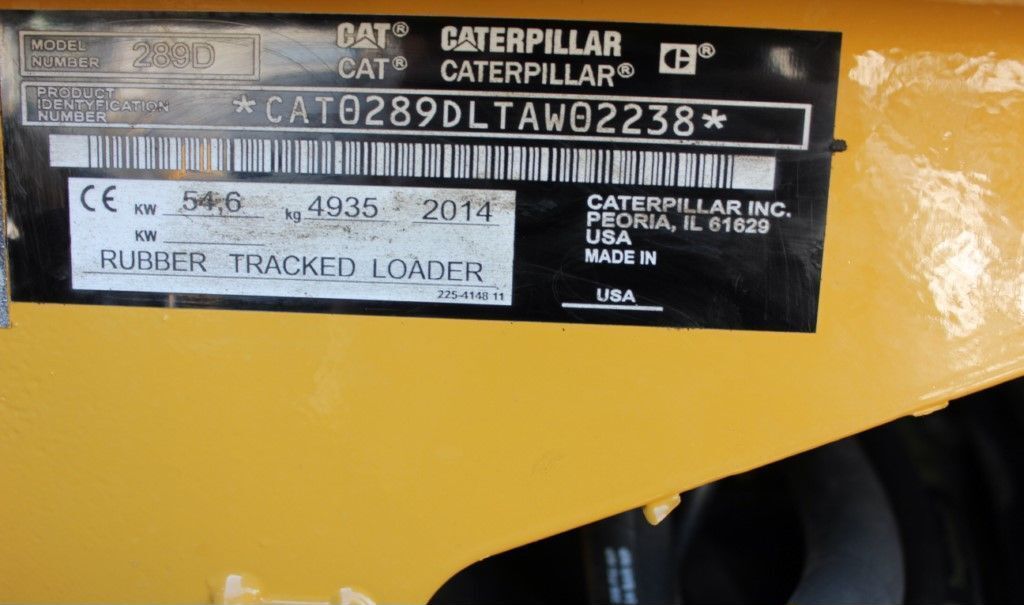 MODEL NUMBER 289D
CAT® CATERPILLAR
CAT® CATERPILLAR® C®
PRODUCT IDENTYFICATION NUMBER *CAT0289DLTAW02238*
CE KW 54,6 kg 4935 2014
KW
RUBBER TRACKED LOADER
225-4148 11
CATERPILLAR INC.
PEORIA, IL 61629
USA
MADE IN
USA